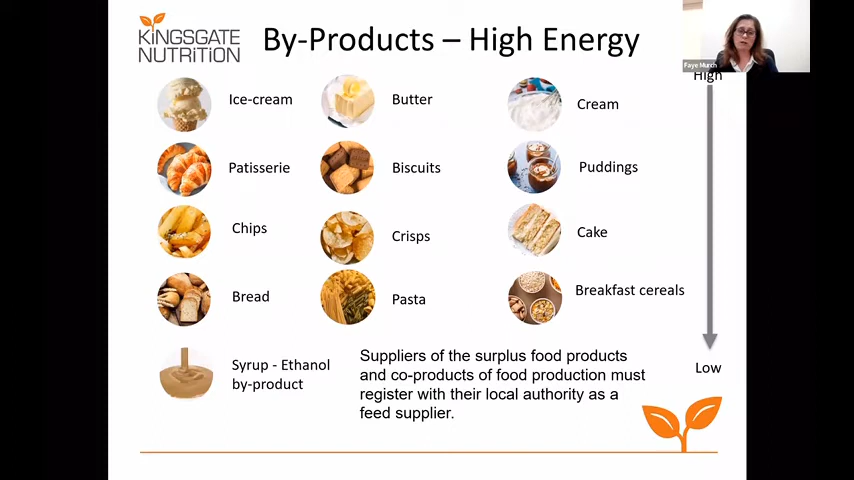 KINGSGATE
NUTRITION
By-Products – High Energy
Faye Murch
High
Ice-cream
Butter
Cream
Patisserie
Biscuits
Puddings
Chips
Crisps
Cake
Bread
Pasta
Breakfast cereals
Syrup - Ethanol
by-product
Suppliers of the surplus food products
and co-products of food production must
register with their local authority as a
feed supplier.
Low